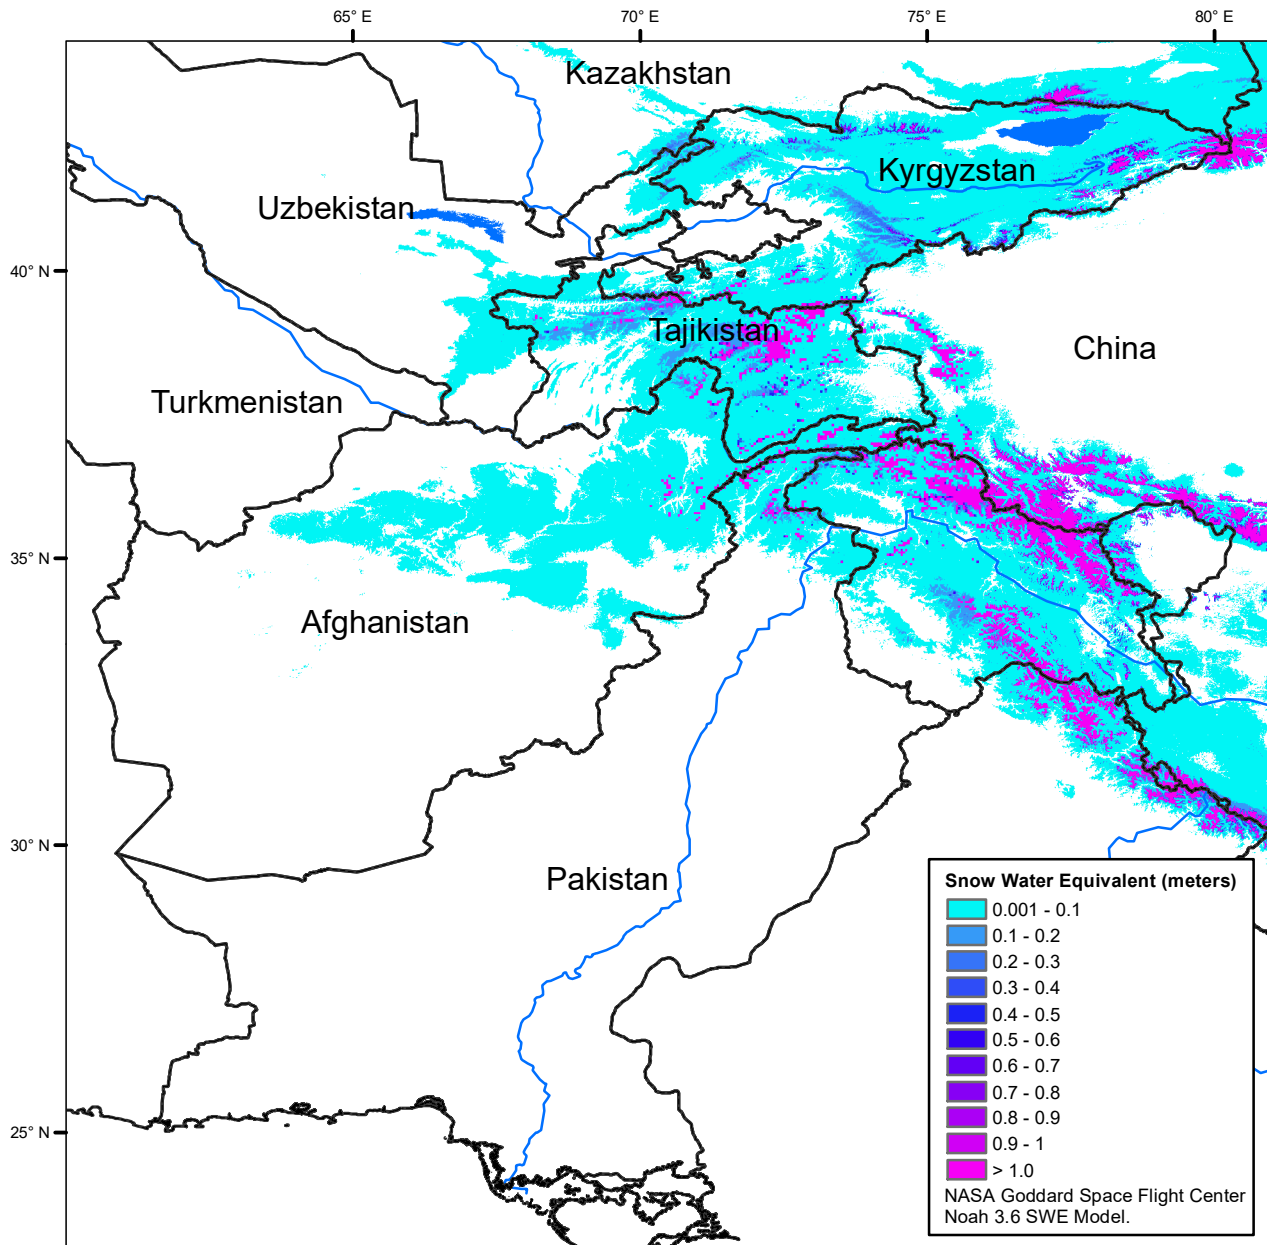 65° E
70° E
75° E
80° E
Kazakhstan
Kyrgyzstan
Uzbekistan
40° N
Tajikistan
China
Turkmenistan
35° N
Afghanistan
30° N
Pakistan
25° N
Snow Water Equivalent (meters)
0.001 - 0.1
0.1 - 0.2
0.2 - 0.3
0.3 - 0.4
0.4 - 0.5
0.5 - 0.6
0.6 - 0.7
0.7 - 0.8
0.8 - 0.9
0.9 - 1
> 1.0
NASA Goddard Space Flight Center
Noah 3.6 SWE Model.